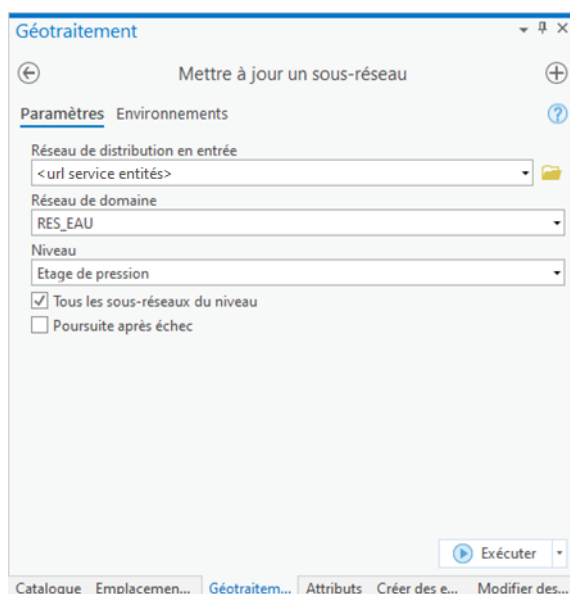 Géotraitement
Mettre à jour un sous-réseau
Paramètres Environnements
Réseau de distribution en entrée
<url service entités>
Réseau de domaine
RES_EAU
Niveau
Etage de pression
Tous les sous-réseaux du niveau
Poursuite après échec
Exécuter
Catalogue Emplacemen... Géotraitem... Attributs Créer des e... Modifier des...